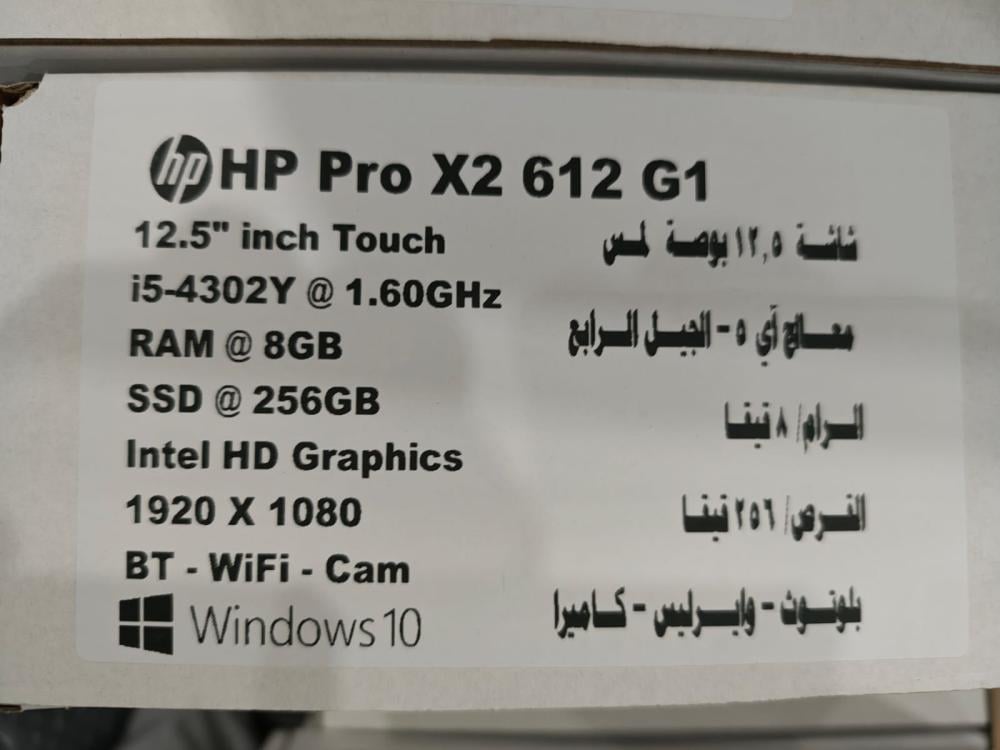 hp HP Pro X2 612 G1
12.5" inch Touch
شاشة ١٢,٥ بوصة لمس
i5-4302Y @ 1.60GHz
معالج آي ٥ - الجيل الرابع
RAM @ 8GB
الرام/ ٨ قيقا
SSD @ 256GB
Intel HD Graphics
القرص/ ٢٥٦ قيقا
1920 X 1080
BT - WiFi - Cam
بلوتوث - وايرليس - كاميرا
Windows 10